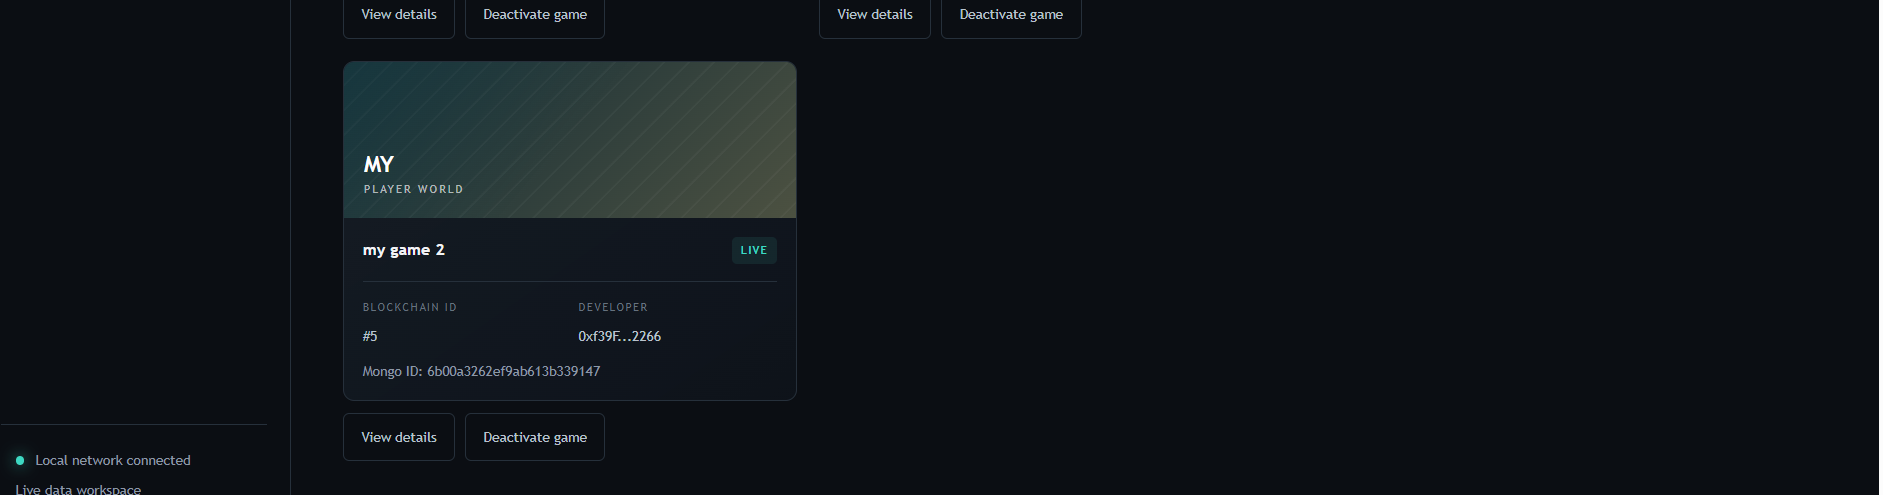 View details
Deactivate game
View details
Deactivate game
MY
PLAYER WORLD
my game 2
LIVE
BLOCKCHAIN ID
DEVELOPER
#5
0xf39F...2266
Mongo ID: 6b00a3262ef9ab613b339147
View details
Deactivate game
Local network connected
Live data workspace